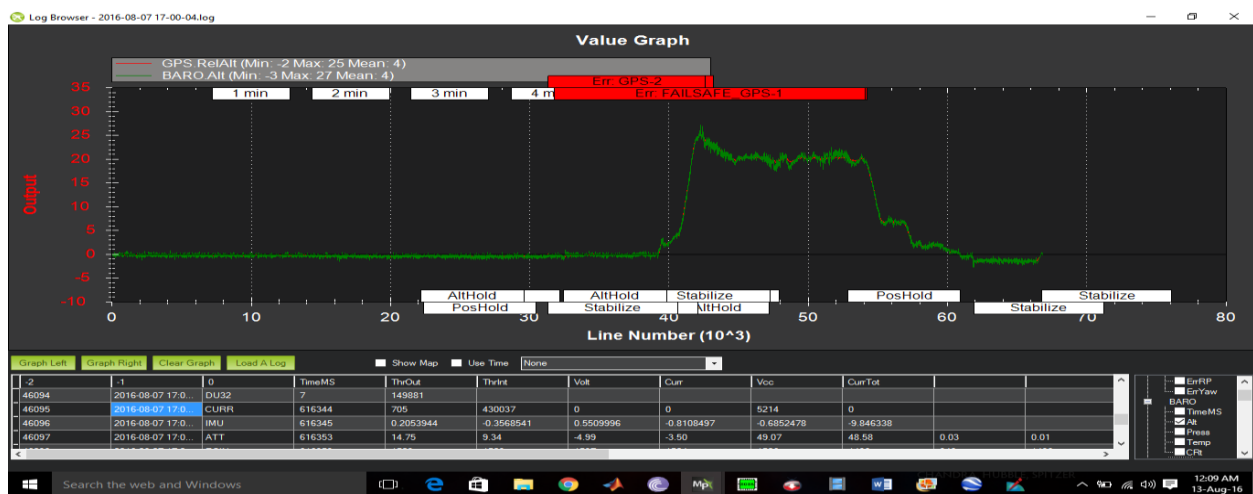 Log Browser - 2016-08-07 17-00-04.log
Value Graph
GPS.RelAlt (Min: -2 Max: 25 Mean: 4)
BARO.Alt (Min: -3 Max: 27 Mean: 4)
Err: GPS-2
1 min 2 min 3 min 4 m Err: FAILSAFE_GPS-1
35
30
25
20
15
10
5
0
-5
-10
Output
AltHold AltHold Stabilize PosHold Stabilize
PosHold Stabilize AltHold Stabilize
0 10 20 30 40 50 60 70 80
Line Number (10^3)
Graph Left Graph Right Clear Graph Load A Log Show Map Use Time None
-2 -1 0 TimeMS ThrOut ThrInt Volt Curr Vcc CurrTot
46094 2016-08-07 17:0... DU32 7 149881
46095 2016-08-07 17:0... CURR 616344 705 430037 0 0 5214 0
46096 2016-08-07 17:0... IMU 616345 0.2053944 -0.3568541 0.5509996 -0.8108497 -0.6852478 -9.846338
46097 2016-08-07 17:0... ATT 616353 14.75 9.34 -4.99 -3.50 49.07 48.58 0.03 0.01
ErrRP
ErrYaw
BARO
TimeMS
Alt
Press
Temp
CRt
Search the web and Windows
CHANDRA, HUBBLE, SPITZER
12:09 AM
13-Aug-16